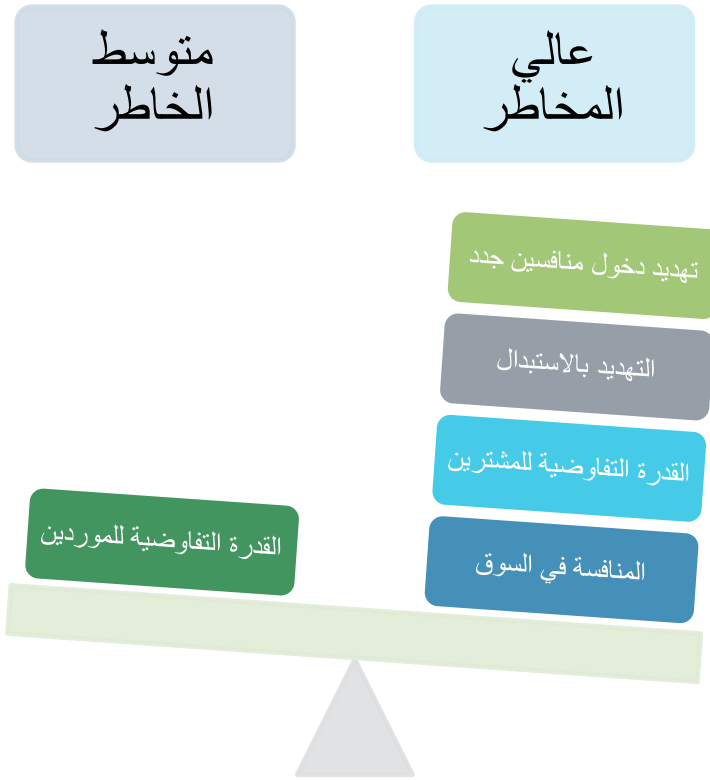 عالي
المخاطر
متوسط
الخاطر
تهديد دخول منافسين جدد
التهديد بالاستبدال
القدرة التفاوضية للمشترين
المنافسة في السوق
القدرة التفاوضية للموردين